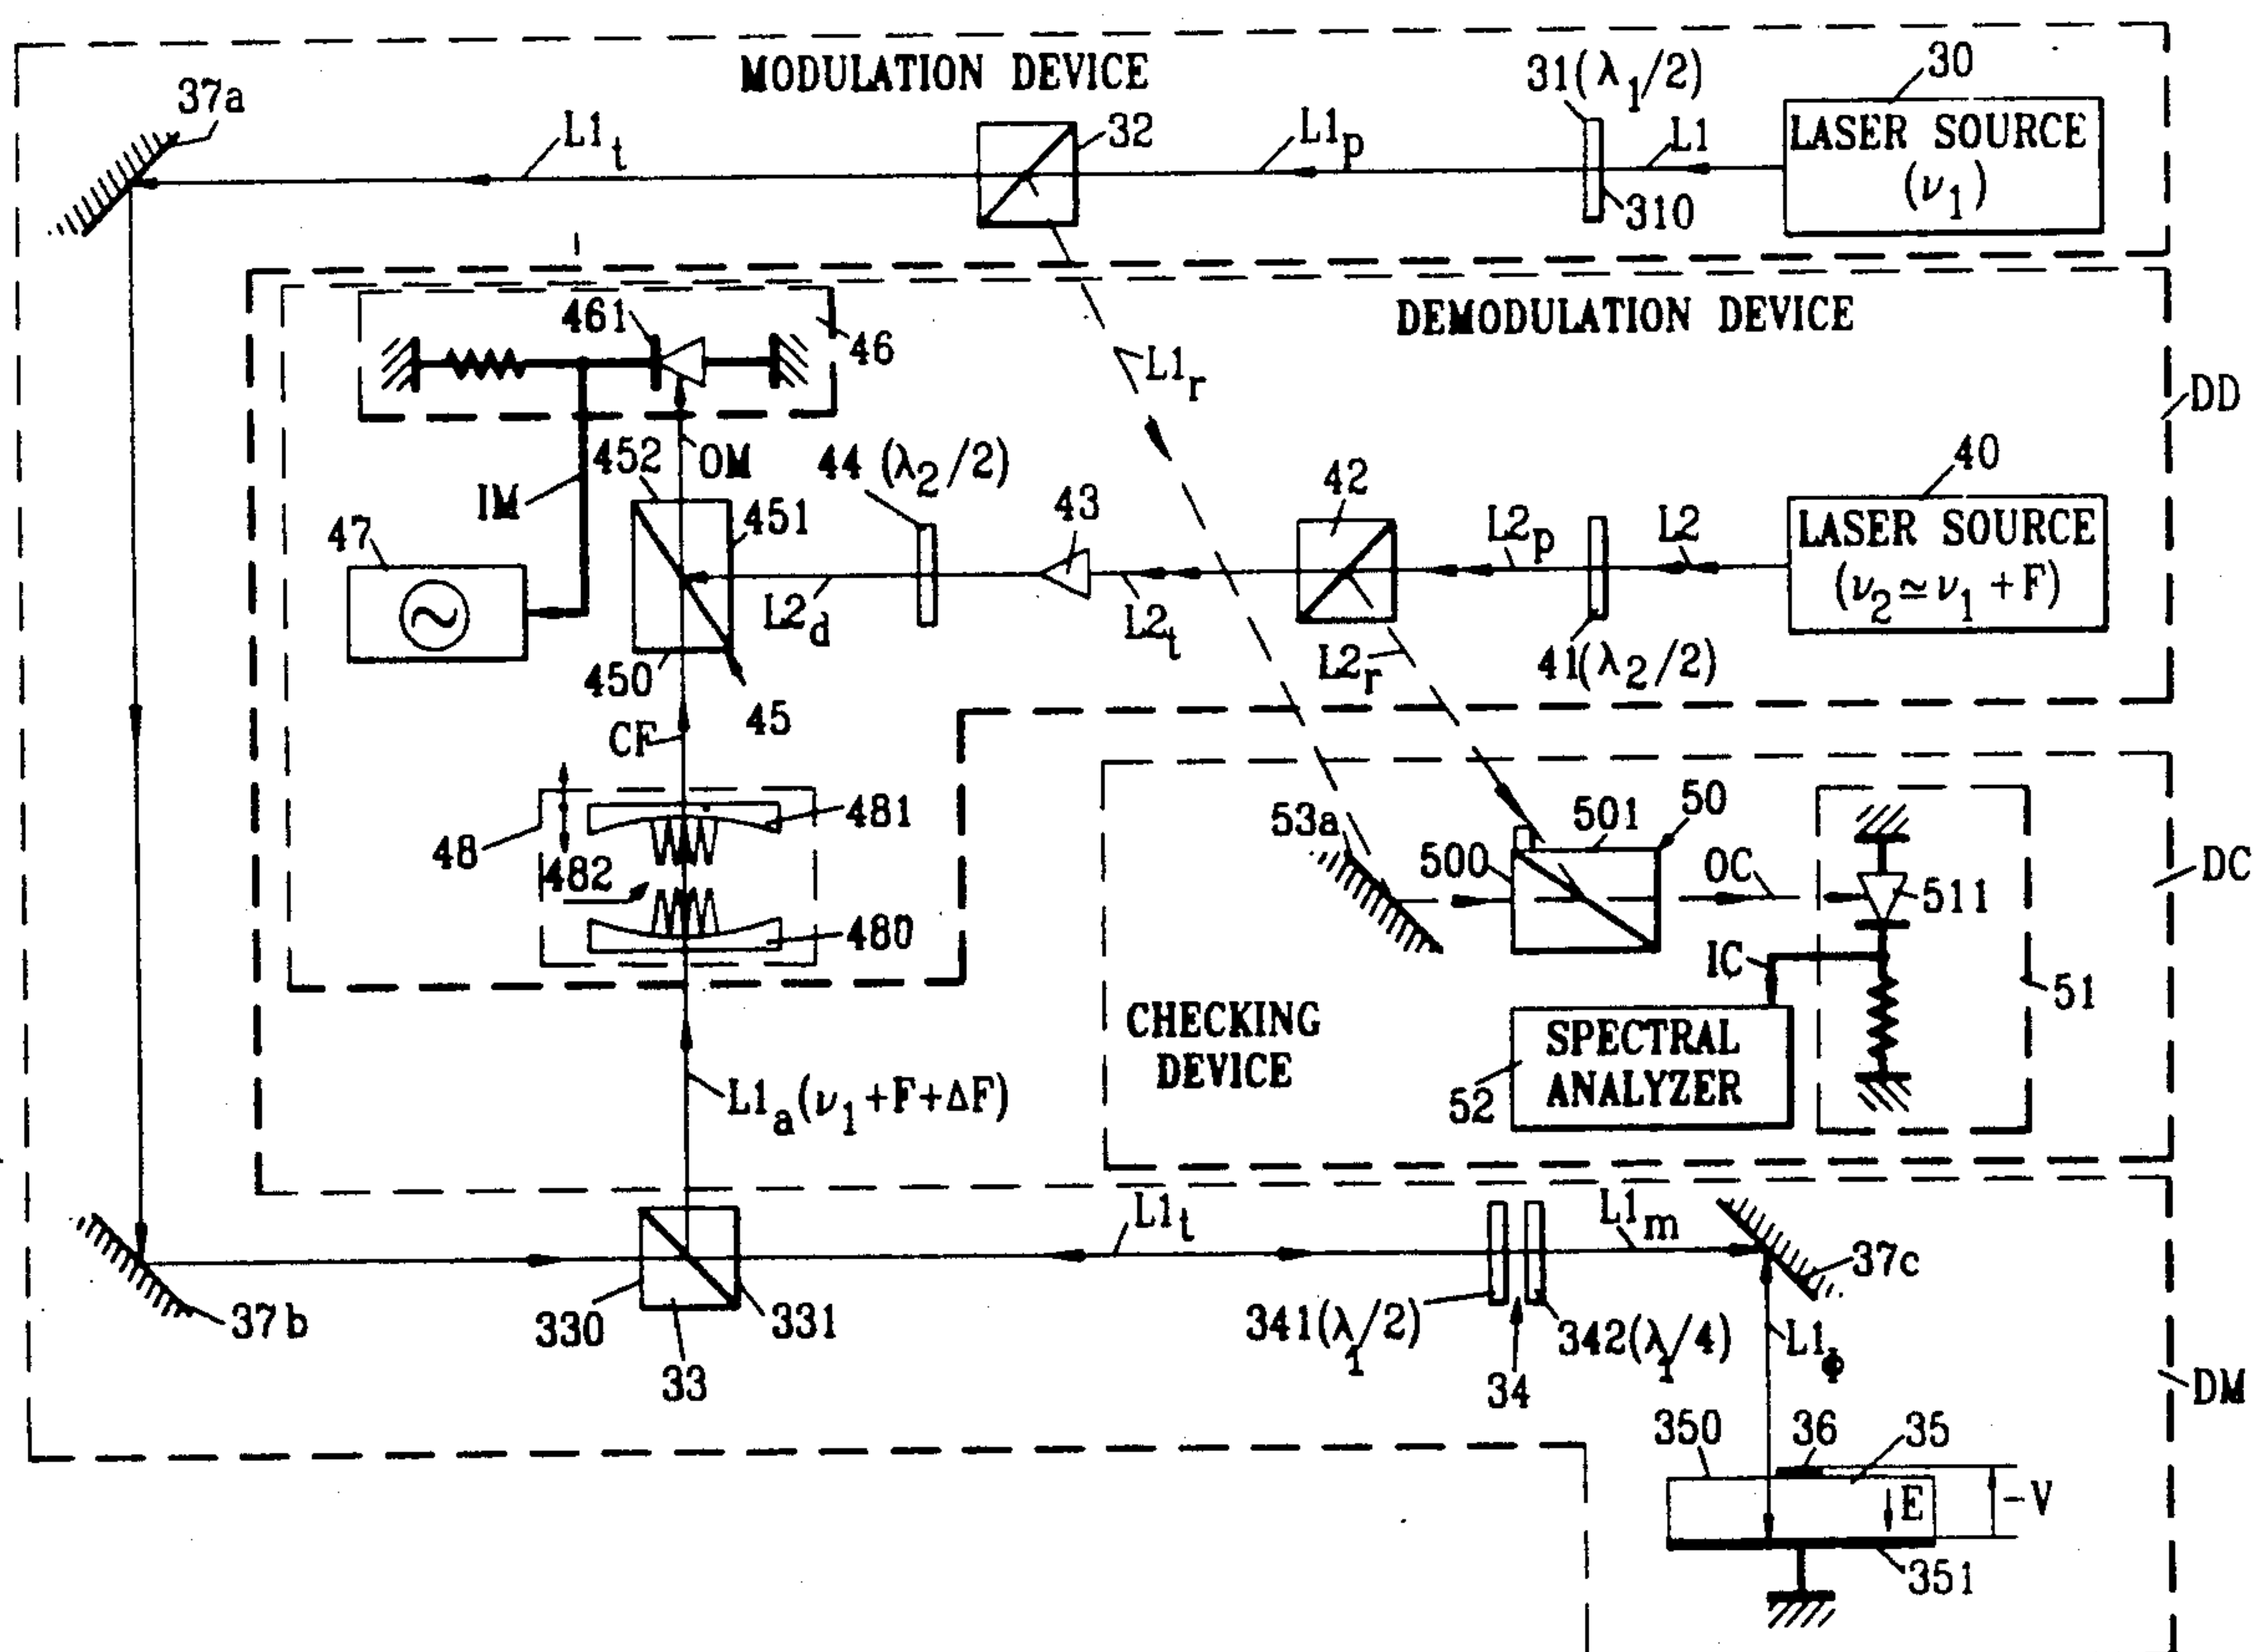 MODULATION DEVICE
37a
L1t
32
L1p
31(λ1/2)
L1
310
30
LASER SOURCE
(ν1)
DEMODULATION DEVICE
461
46
L1r
DD
IM
452
OM
44 (λ2/2)
451
43
42
L2p
L2
40
LASER SOURCE
(ν2≃ν1+F)
47
L2d
L2t
L2r
41(λ2/2)
450
45
CF
48
481
482
480
53a
500
501
50
OC
511
DC
IC
51
CHECKING
DEVICE
SPECTRAL
ANALYZER
52
L1a(ν1+F+ΔF)
L1t
L1m
37c
37b
330
33
331
341(λ1/2)
34
342(λ1/4)
L1Φ
DM
350
36
35
E
-V
351